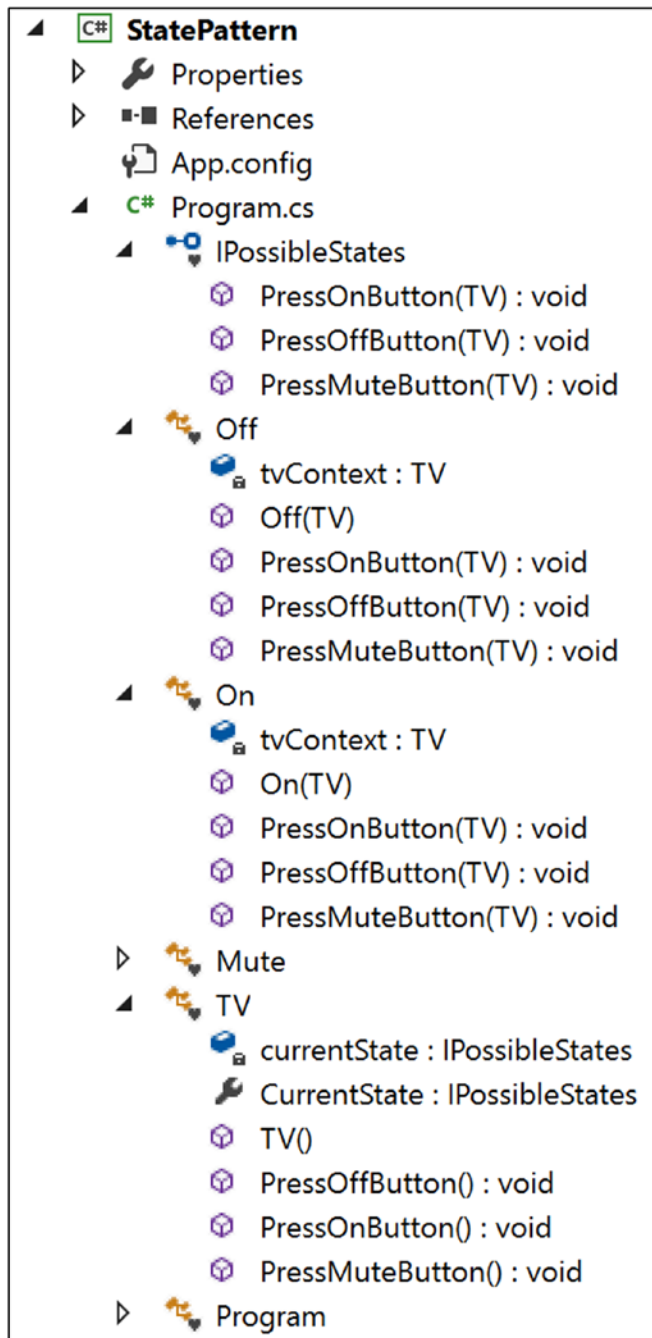 C# StatePattern
Properties
References
App.config
C# Program.cs
IPossibleStates
PressOnButton(TV) : void
PressOffButton(TV) : void
PressMuteButton(TV) : void
Off
tvContext : TV
Off(TV)
PressOnButton(TV) : void
PressOffButton(TV) : void
PressMuteButton(TV) : void
On
tvContext : TV
On(TV)
PressOnButton(TV) : void
PressOffButton(TV) : void
PressMuteButton(TV) : void
Mute
TV
currentState : IPossibleStates
CurrentState : IPossibleStates
TV()
PressOffButton() : void
PressOnButton() : void
PressMuteButton() : void
Program